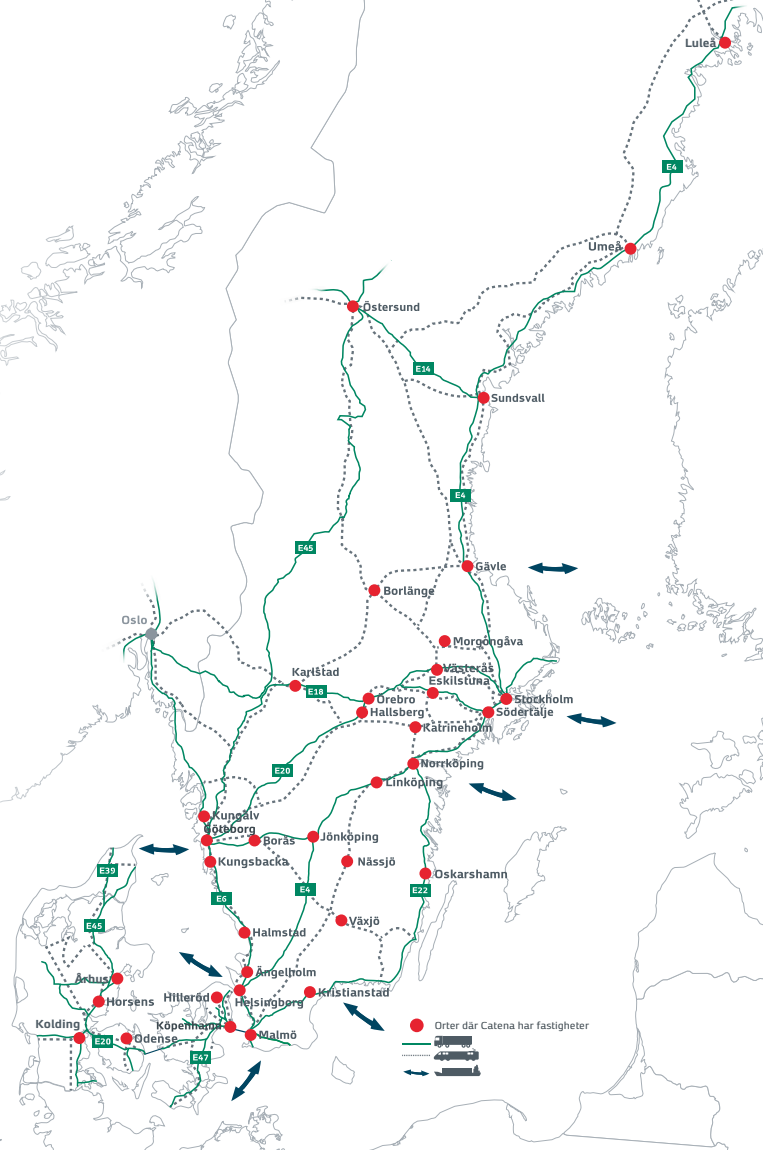 Luleå
E4
Umeå
Östersund
E14
Sundsvall
E4
E45
Gävle
Borlänge
Oslo
Morgongåva
Västerås
Karlstad
Eskilstuna
E18
Örebro
Stockholm
Hallsberg
Södertälje
Katrineholm
Norrköping
E20
Linköping
Kungälv
Göteborg
Borås
Jönköping
Kungsbacka
Nässjö
E39
Oskarshamn
E6
E4
E22
Växjö
E45
Halmstad
Ängelholm
Århus
Kristianstad
Hilleröd
Horsens
Helsingborg
Kolding
Köpenhamn
Orter där Catena har fastigheter
Malmö
E20
Odense
E47